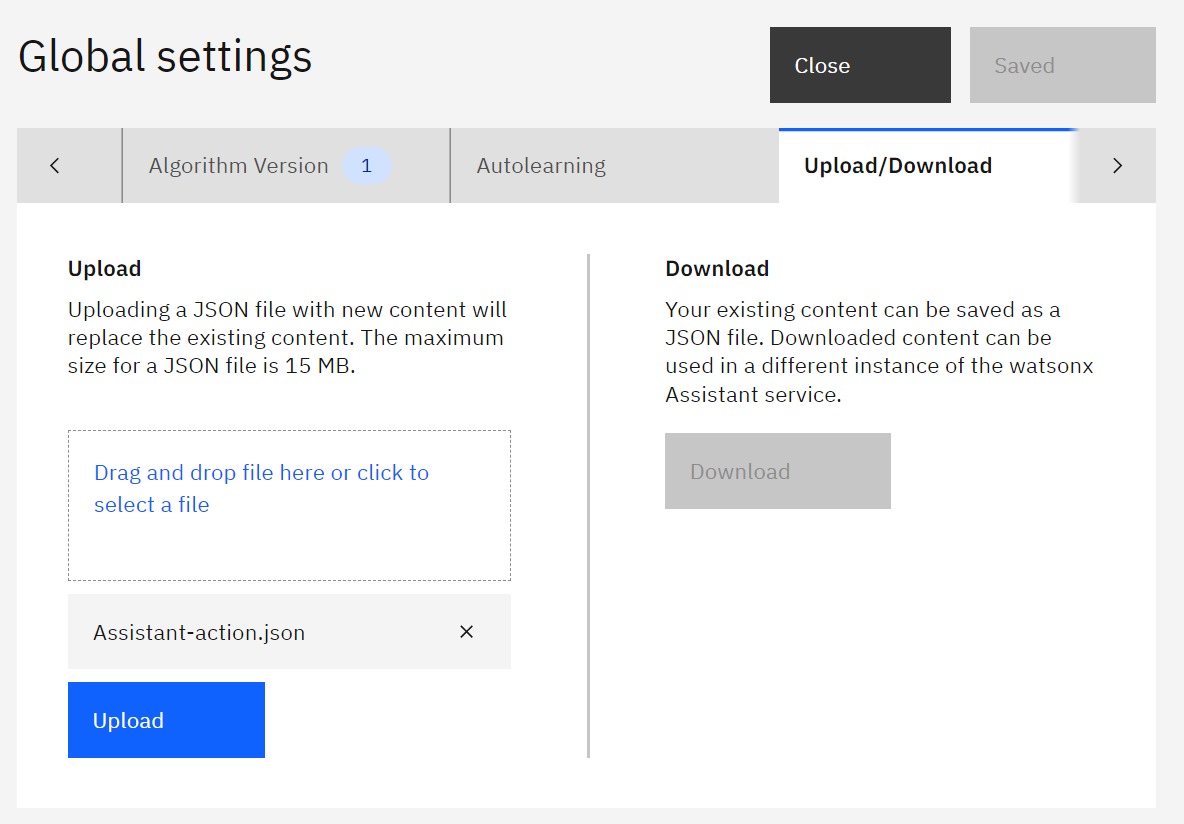 Global settings
Close
Saved
Algorithm Version 1
Autolearning
Upload/Download
Upload
Uploading a JSON file with new content will
replace the existing content. The maximum
size for a JSON file is 15 MB.
Drag and drop file here or click to
select a file
Assistant-action.json
Upload
Download
Your existing content can be saved as a
JSON file. Downloaded content can be
used in a different instance of the watsonx
Assistant service.
Download